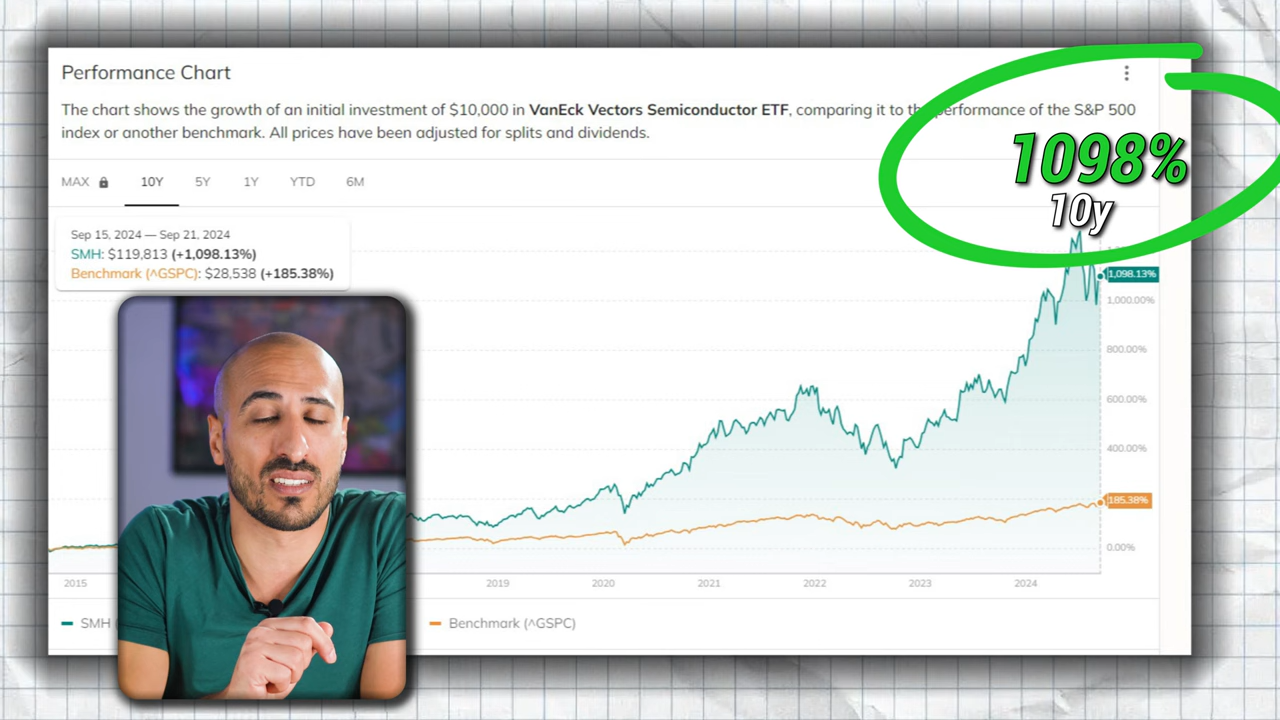 Performance Chart
The chart shows the growth of an initial investment of $10,000 in VanEck Vectors Semiconductor ETF, comparing it to the performance of the S&P 500
index or another benchmark. All prices have been adjusted for splits and dividends.
1098%
10y
MAX 10Y 5Y 1Y YTD 6M
Sep 15, 2024 — Sep 21, 2024
SMH: $119,813 (+1,098.13%)
Benchmark (^GSPC): $28,538 (+185.38%)
1,098.13%
1,000.00%
800.00%
600.00%
400.00%
185.38%
0.00%
2015 2019 2020 2021 2022 2023 2024
SMH
Benchmark (^GSPC)